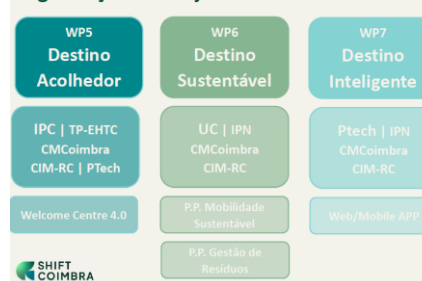 WP5
Destino
Acolhedor
IPC | TP-EHTC
CMCoimbra
CIM-RC | PTech
Welcome Centre 4.0
WP6
Destino
Sustentável
UC | IPN
CMCoimbra
CIM-RC
P.P. Mobilidade
Sustentável
P.P. Gestão de
Resíduos
WP7
Destino
Inteligente
Ptech | IPN
CMCoimbra
CIM-RC
Web/Mobile APP
SHIFT
COIMBRA